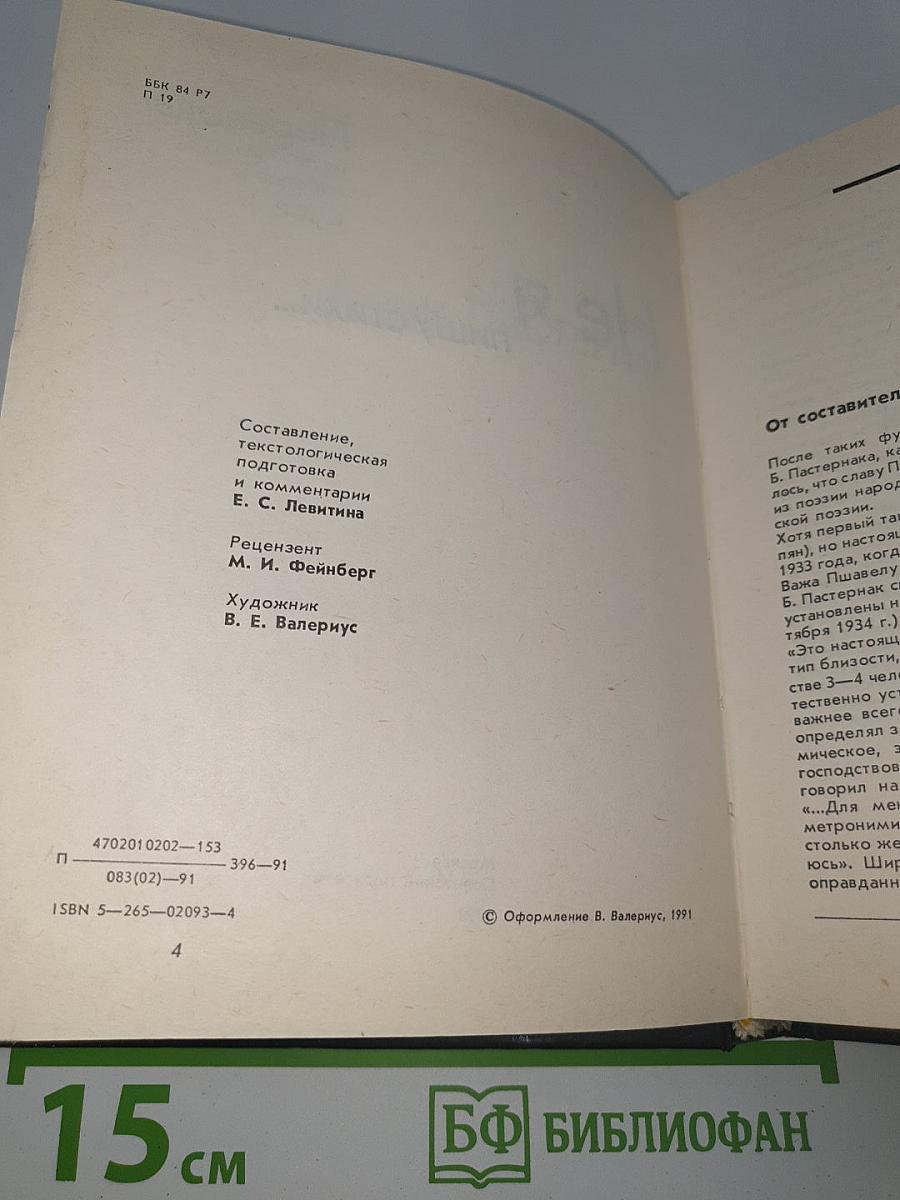 ББК 84 Р7
П 19
Составление,
текстологическая
подготовка
и комментарии
Е. С. Левитина
Рецензент
М. И. Фейнберг
Художник
В. Е. Валериус
4702010202—153
П ——— 396—91
083(02)—91
ISBN 5—265—02093—4
© Оформление В. Валериус, 1991
4
От составител
После таких фу
Б. Пастернака, ка
лось, что славу П
из поэзии народ
ской поэзии.
Хотя первый так
пян), но настоящ
1933 года, когд
Важа Пшавелу
Б. Пастернак с
установлены н
тября 1934 г.)
«Это настоящ
тип близости,
стве 3—4 чел
тественно уст
важнее всего
определял з
мическое, э
господствов
говорил на
«...Для мен
метроними
столько же
юсь». Шир
оправданн
15 см
БФ БИБЛИОФАН